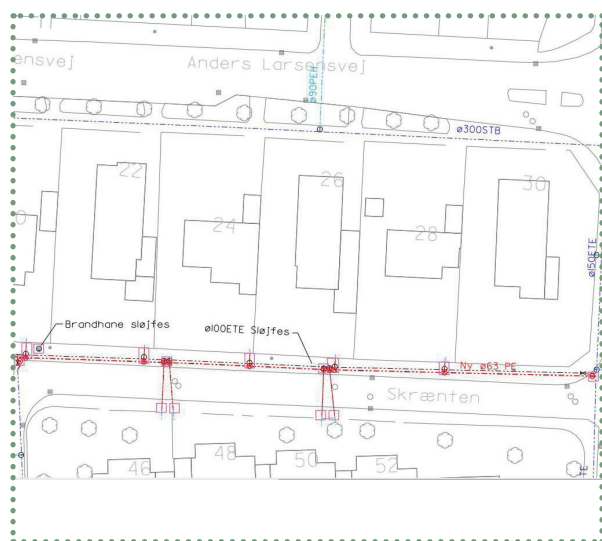 ensvej
Anders Larsensvej
ø90PEH
ø300STB
22
26
30
24
28
ø150ETE
Brandhane sløjfes
ø100ETE Sløjfes
Ny ø63 PE
Skrænten
46
48
50
52
TE